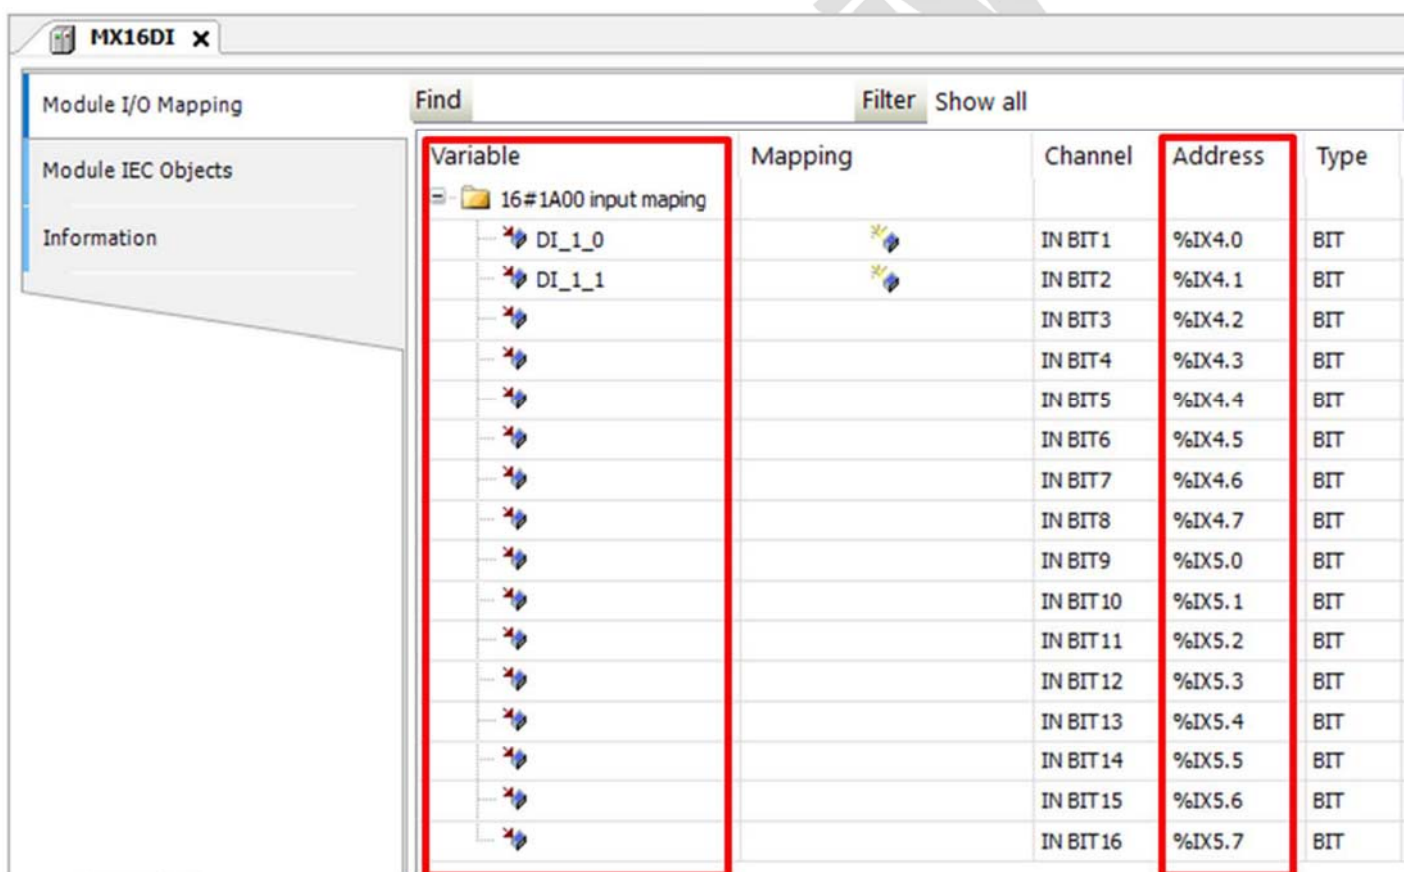 MX16DI
Module I/O Mapping
Module IEC Objects
Information
Find Filter Show all
Variable Mapping Channel Address Type
16#1A00 input maping
DI_1_0 IN BIT1 %IX4.0 BIT
DI_1_1 IN BIT2 %IX4.1 BIT
IN BIT3 %IX4.2 BIT
IN BIT4 %IX4.3 BIT
IN BIT5 %IX4.4 BIT
IN BIT6 %IX4.5 BIT
IN BIT7 %IX4.6 BIT
IN BIT8 %IX4.7 BIT
IN BIT9 %IX5.0 BIT
IN BIT10 %IX5.1 BIT
IN BIT11 %IX5.2 BIT
IN BIT12 %IX5.3 BIT
IN BIT13 %IX5.4 BIT
IN BIT14 %IX5.5 BIT
IN BIT15 %IX5.6 BIT
IN BIT16 %IX5.7 BIT